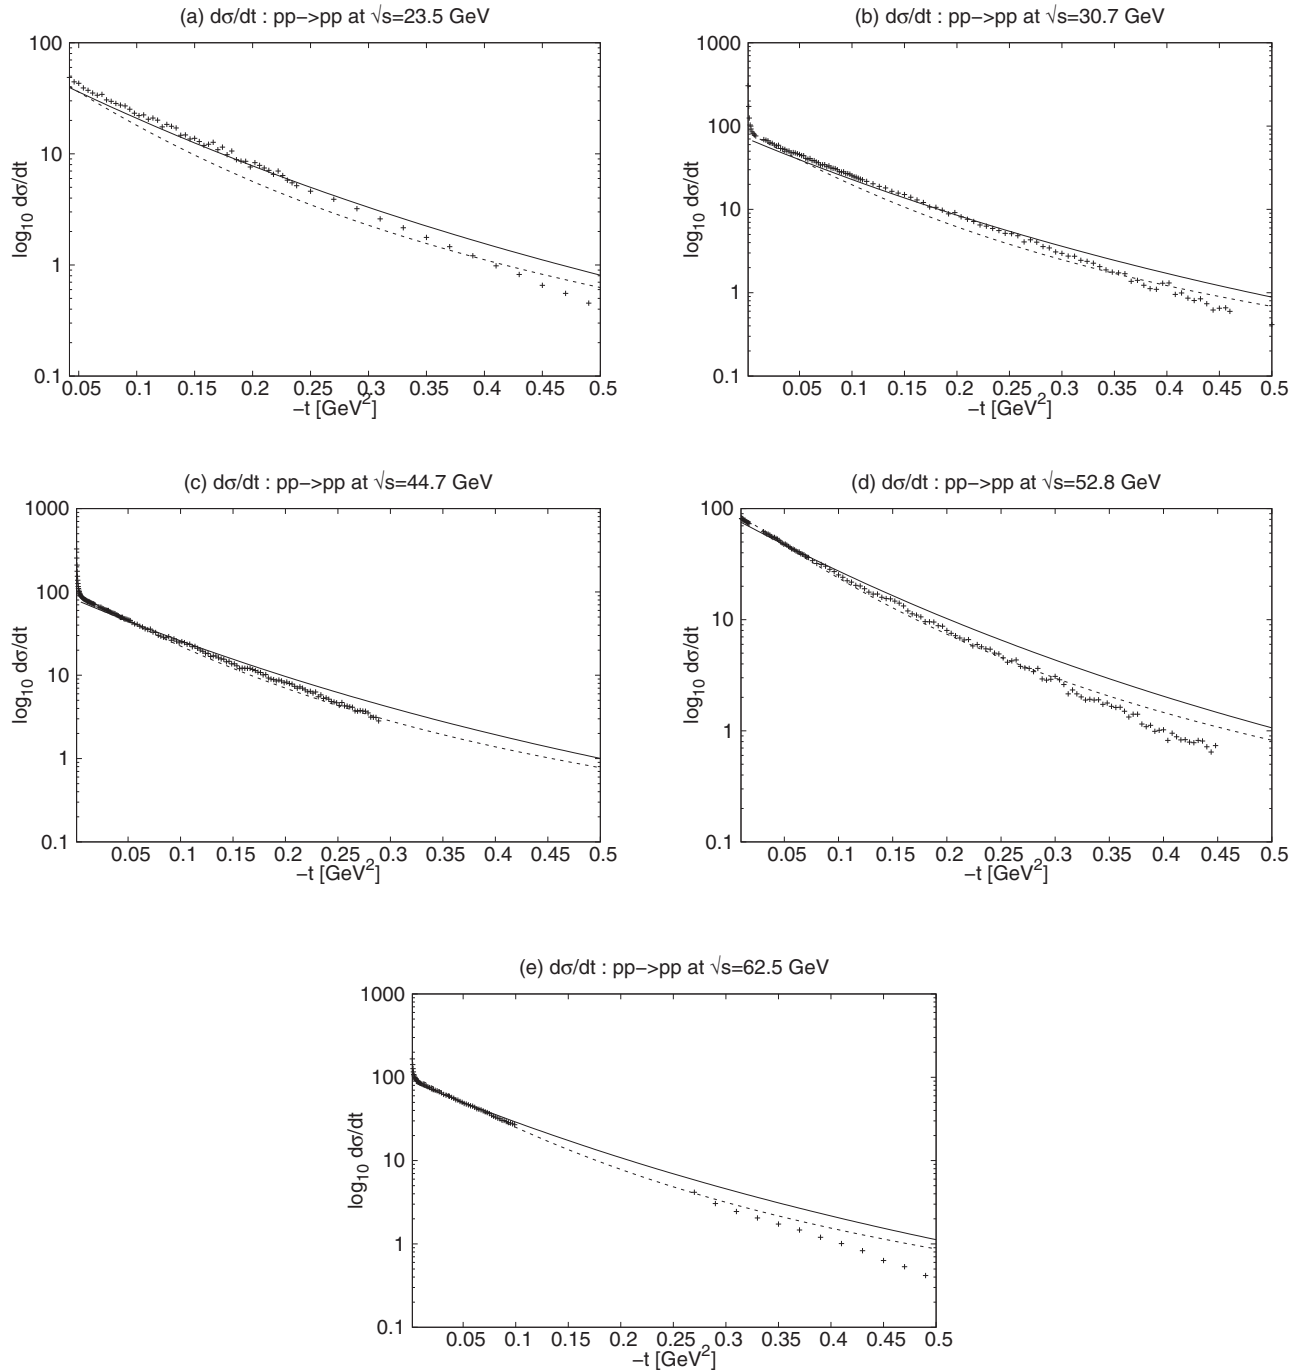 (a) dσ/dt : pp−>pp at √s=23.5 GeV
100
10
1
0.1
log10 dσ/dt
0.05 0.1 0.15 0.2 0.25 0.3 0.35 0.4 0.45 0.5
−t [GeV2]
(b) dσ/dt : pp−>pp at √s=30.7 GeV
1000
100
10
1
0.1
log10 dσ/dt
0.05 0.1 0.15 0.2 0.25 0.3 0.35 0.4 0.45 0.5
−t [GeV2]
(c) dσ/dt : pp−>pp at √s=44.7 GeV
1000
100
10
1
0.1
log10 dσ/dt
0.05 0.1 0.15 0.2 0.25 0.3 0.35 0.4 0.45 0.5
−t [GeV2]
(d) dσ/dt : pp−>pp at √s=52.8 GeV
100
10
1
0.1
log10 dσ/dt
0.05 0.1 0.15 0.2 0.25 0.3 0.35 0.4 0.45 0.5
−t [GeV2]
(e) dσ/dt : pp−>pp at √s=62.5 GeV
1000
100
10
1
0.1
log10 dσ/dt
0.05 0.1 0.15 0.2 0.25 0.3 0.35 0.4 0.45 0.5
−t [GeV2]